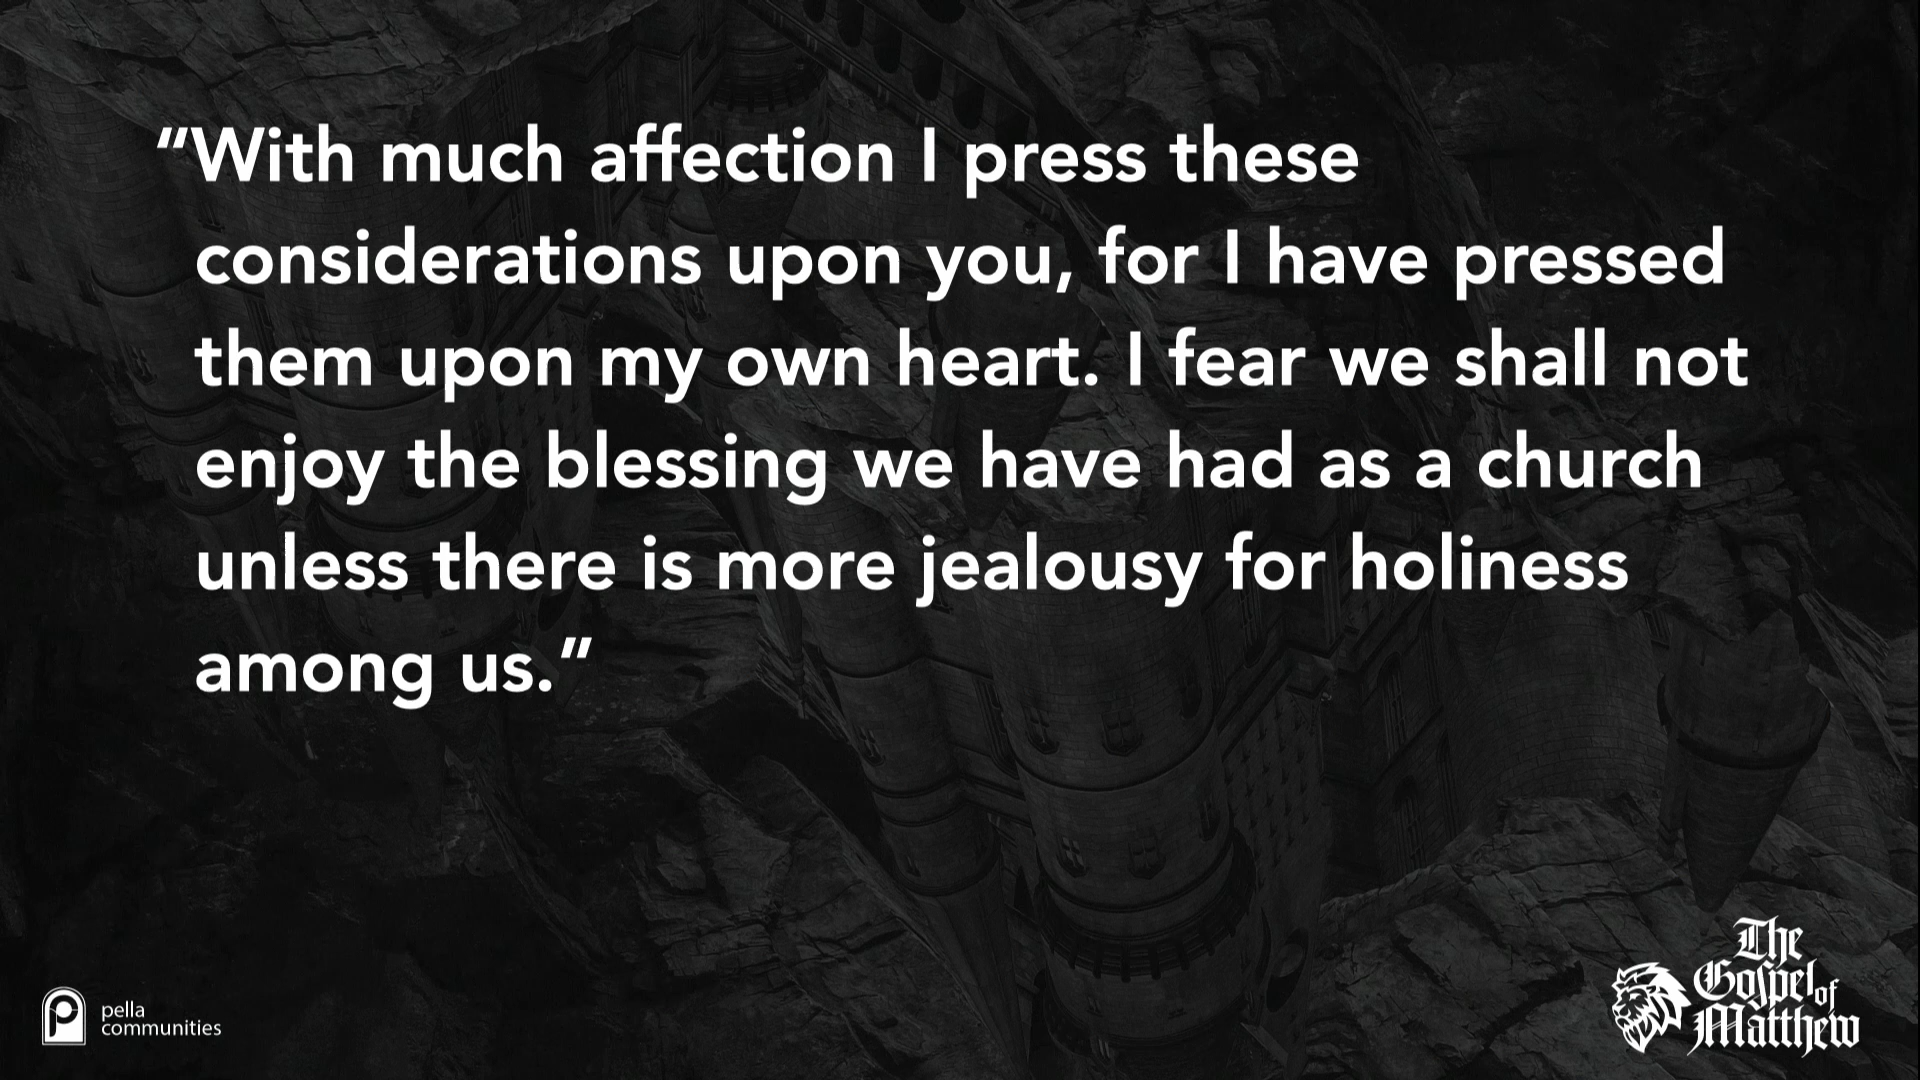 “With much affection I press these
considerations upon you, for I have pressed
them upon my own heart. I fear we shall not
enjoy the blessing we have had as a church
unless there is more jealousy for holiness
among us.”
pella
communities
The
Gospel of
Matthew